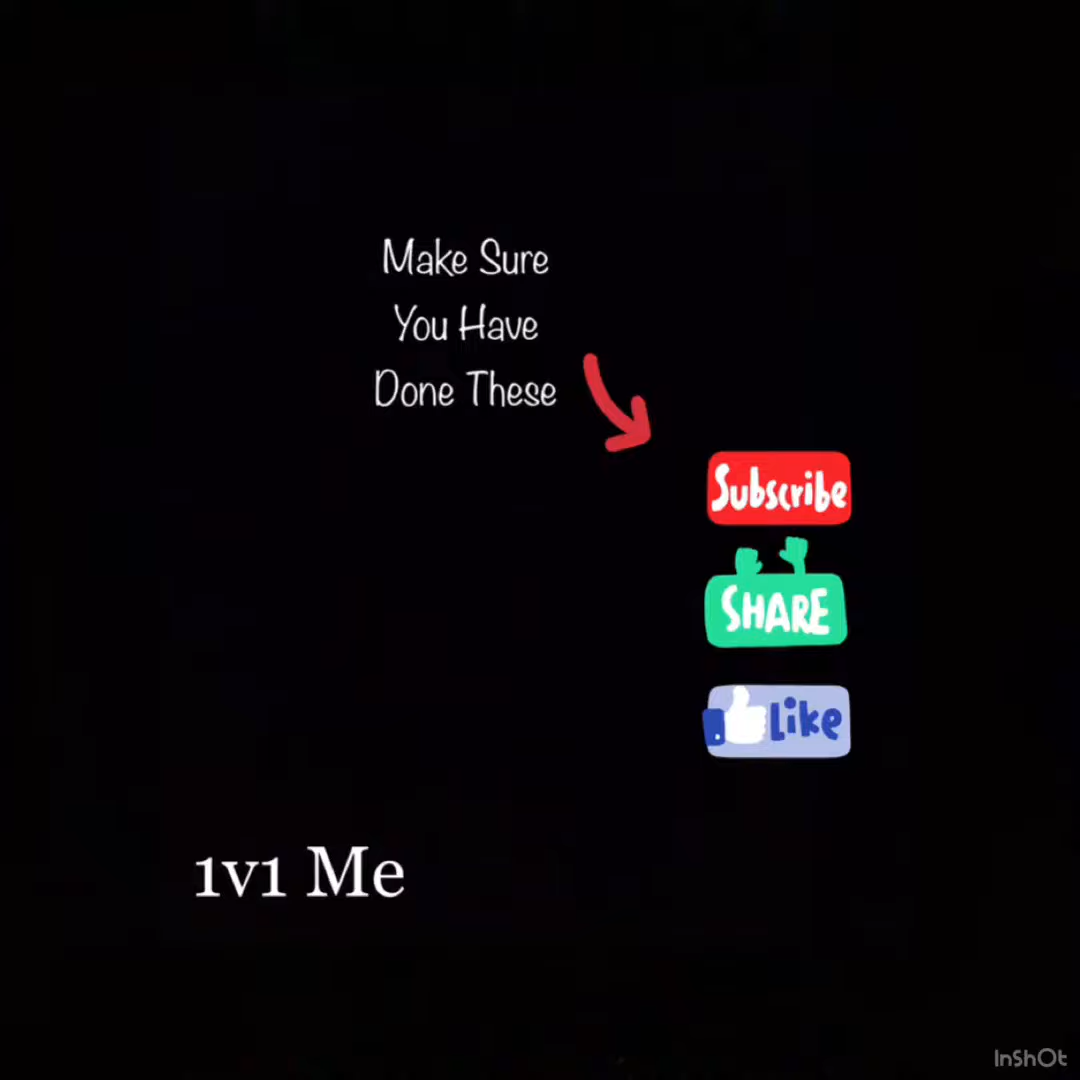 Make Sure
You Have
Done These
Subscribe
SHARE
Like
1v1 Me
InShOt